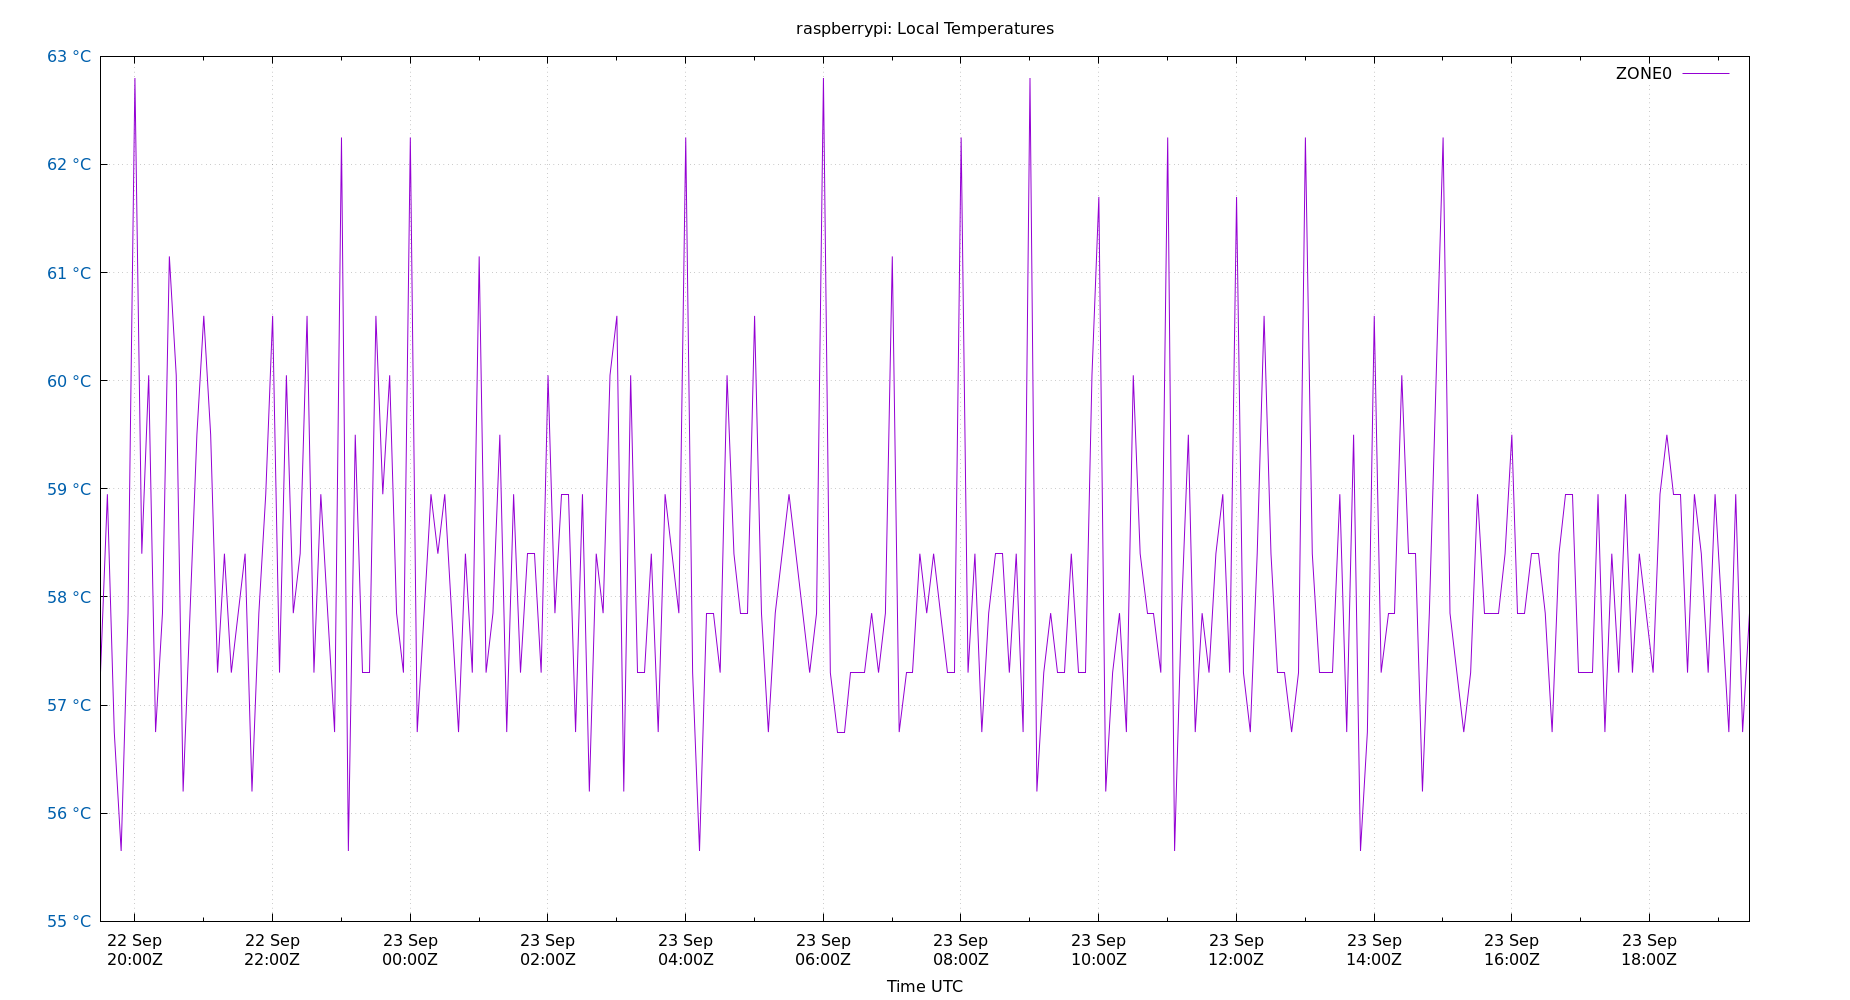 raspberrypi: Local Temperatures
63 °C
ZONE0
62 °C
61 °C
60 °C
59 °C
58 °C
57 °C
56 °C
55 °C
22 Sep 22 Sep 23 Sep 23 Sep 23 Sep 23 Sep 23 Sep 23 Sep 23 Sep 23 Sep 23 Sep 23 Sep
20:00Z 22:00Z 00:00Z 02:00Z 04:00Z 06:00Z 08:00Z 10:00Z 12:00Z 14:00Z 16:00Z 18:00Z
Time UTC